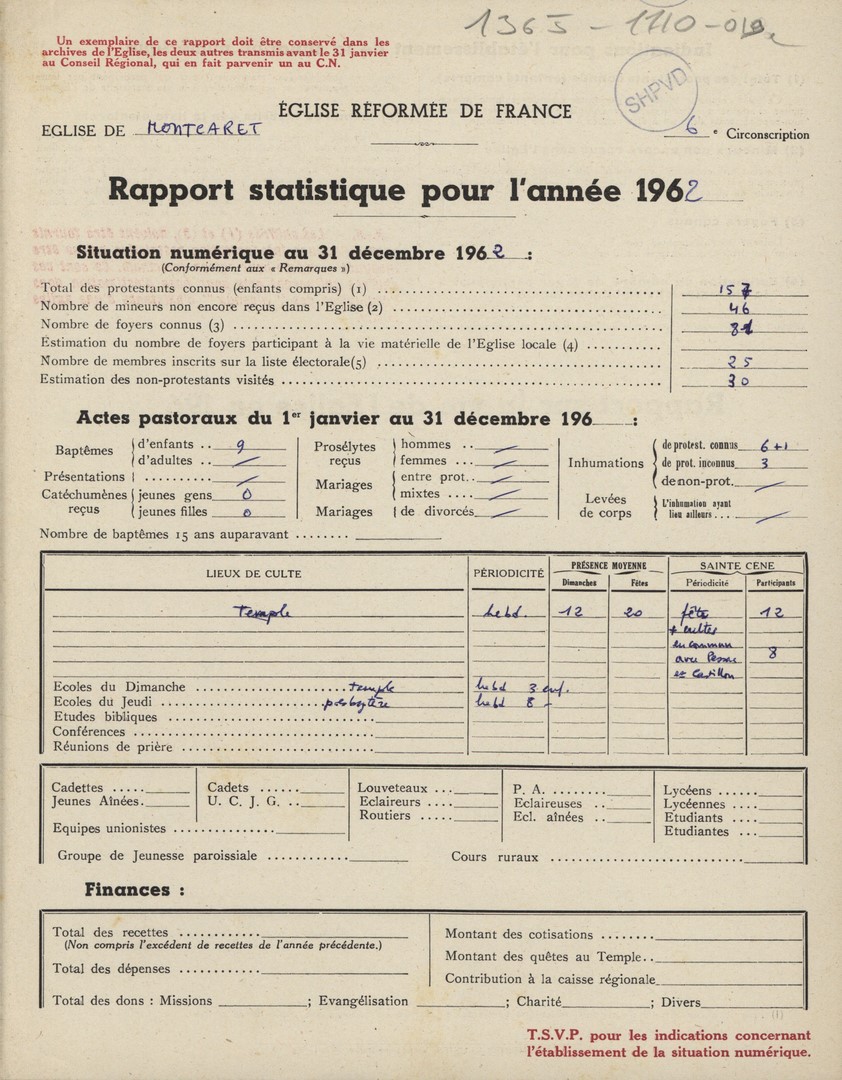 1363 - 1710 - 019
Un exemplaire de ce rapport doit être conservé dans les
archives de l'Eglise, les deux autres transmis avant le 31 janvier
au Conseil Régional, qui en fait parvenir un au C.N.
SHPVD
ÉGLISE RÉFORMÉE DE FRANCE
EGLISE DE MONTCARET 6 e Circonscription
Rapport statistique pour l'année 1962
Situation numérique au 31 décembre 1962 :
(Conformément aux « Remarques »)
Total des protestants connus (enfants compris) (1) 157
Nombre de mineurs non encore reçus dans l'Eglise (2) 46
Nombre de foyers connus (3)
Estimation du nombre de foyers participant à la vie matérielle de l'Eglise locale (4)
Nombre de membres inscrits sur la liste électorale(5) 25
Estimation des non-protestants visités 30
Actes pastoraux du 1er janvier au 31 décembre 196 :
Baptêmes d'enfants .. 9
d'adultes .. —
Présentations —
Catéchumènes reçus jeunes gens 0
jeunes filles 0
Prosélytes reçus hommes .. —
femmes ... —
Mariages entre prot.. —
mixtes .... —
Mariages de divorcés —
Inhumations de protest. connus 6+1
de prot. inconnus 3
de non-prot. —
Levées de corps L'inhumation ayant lieu ailleurs ... —
Nombre de baptêmes 15 ans auparavant ........
LIEUX DE CULTE PÉRIODICITÉ PRÉSENCE MOYENNE SAINTE CENE
Dimanches Fêtes Périodicité Participants
temple hebd. 12 20 fête 12
+ cultes
en commun
avec Pessac 8
et Castillon
Ecoles du Dimanche temple hebd 3 enf.
Ecoles du Jeudi presbytère hebd 8 -
Etudes bibliques
Conférences
Réunions de prière
Cadettes ..... Cadets ...... Louveteaux ... P. A. ........ Lycéens ......
Jeunes Aînées. U. C. J. G. .. Eclaireurs .... Eclaireuses .. Lycéennes ....
Routiers ..... Ecl. aînées .. Etudiants ....
Equipes unionistes Etudiantes ...
Groupe de Jeunesse paroissiale Cours ruraux
Finances :
Total des recettes
(Non compris l'excédent de recettes de l'année précédente.)
Total des dépenses
Montant des cotisations
Montant des quêtes au Temple..
Contribution à la caisse régionale
Total des dons : Missions ; Evangélisation ; Charité ; Divers
(1)
T.S.V.P. pour les indications concernant
l'établissement de la situation numérique.